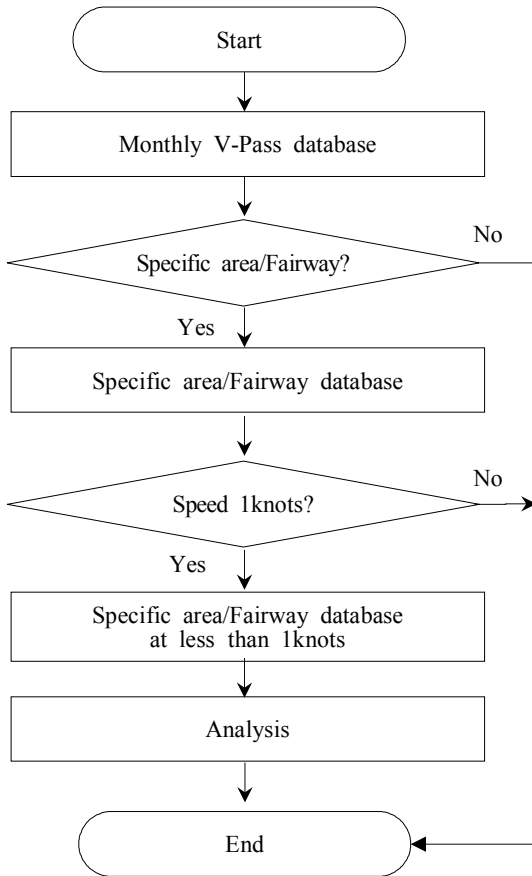 Start
Monthly V-Pass database
Specific area/Fairway?
No
Yes
Specific area/Fairway database
Speed 1knots?
No
Yes
Specific area/Fairway database
at less than 1knots
Analysis
End